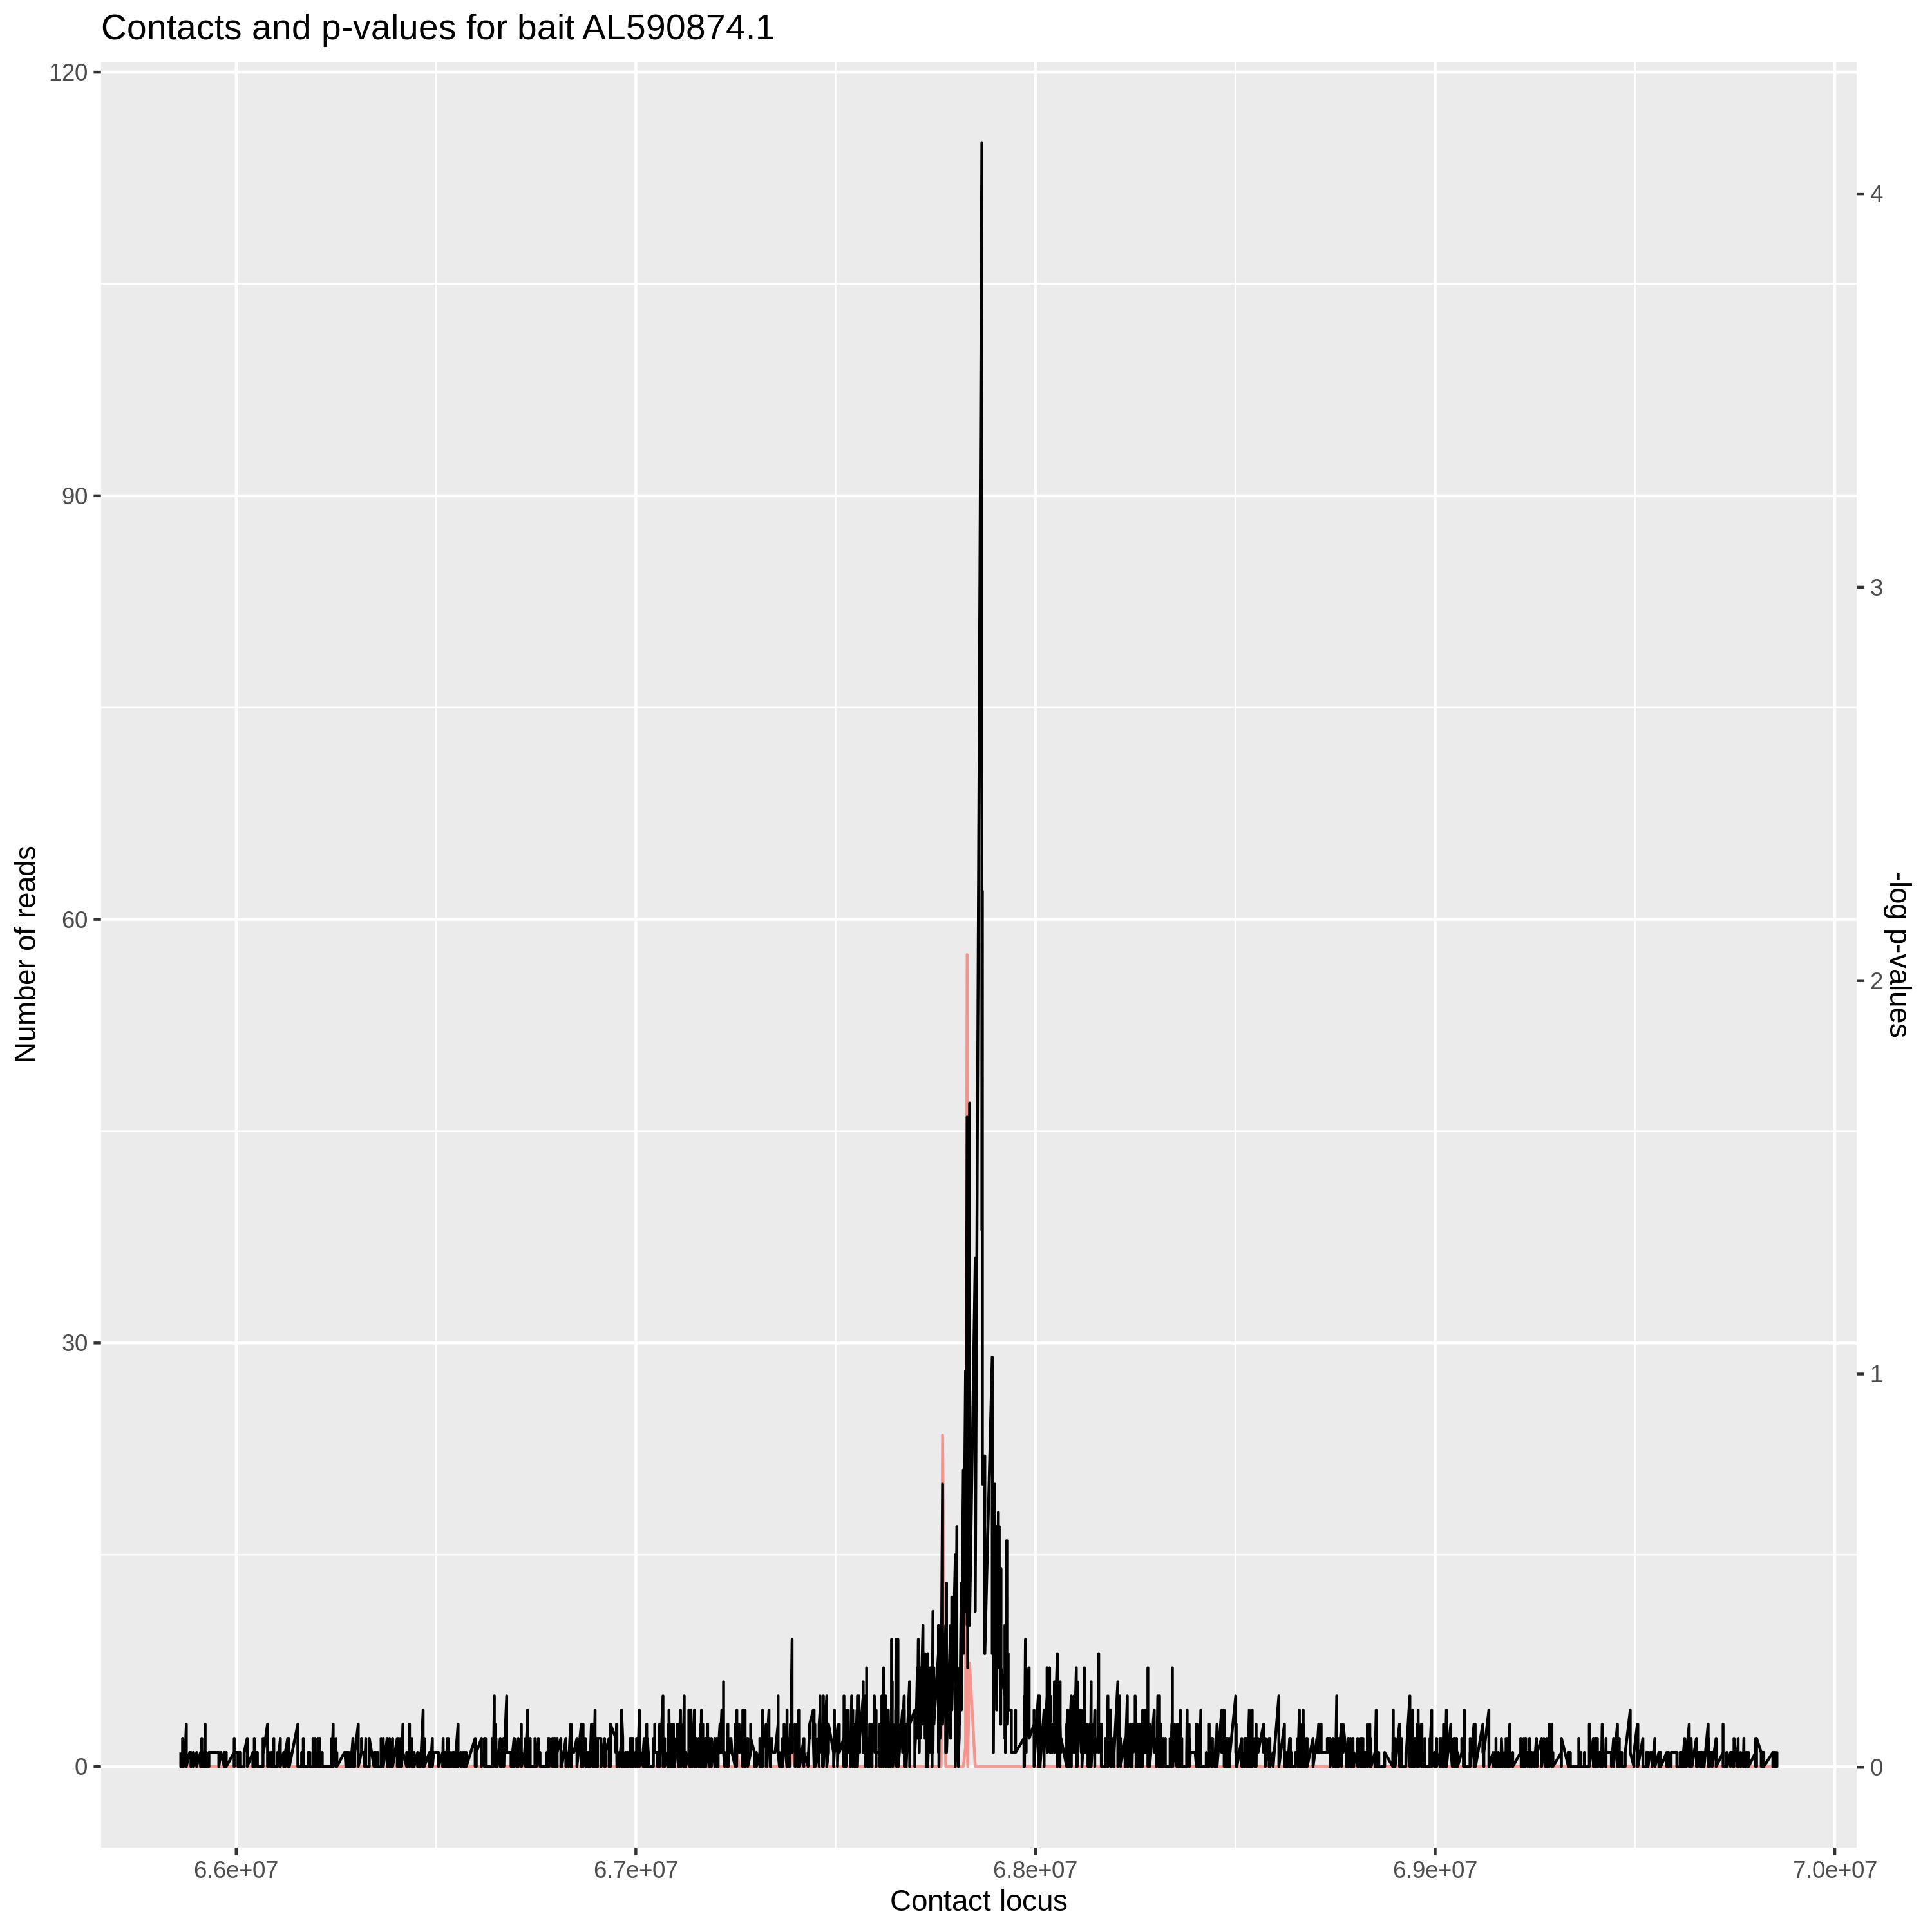 Contacts and p-values for bait AL590874.1
120
90
60
30
0
Number of reads
4
3
2
1
0
-log p-values
6.6e+07
6.7e+07
6.8e+07
6.9e+07
7.0e+07
Contact locus